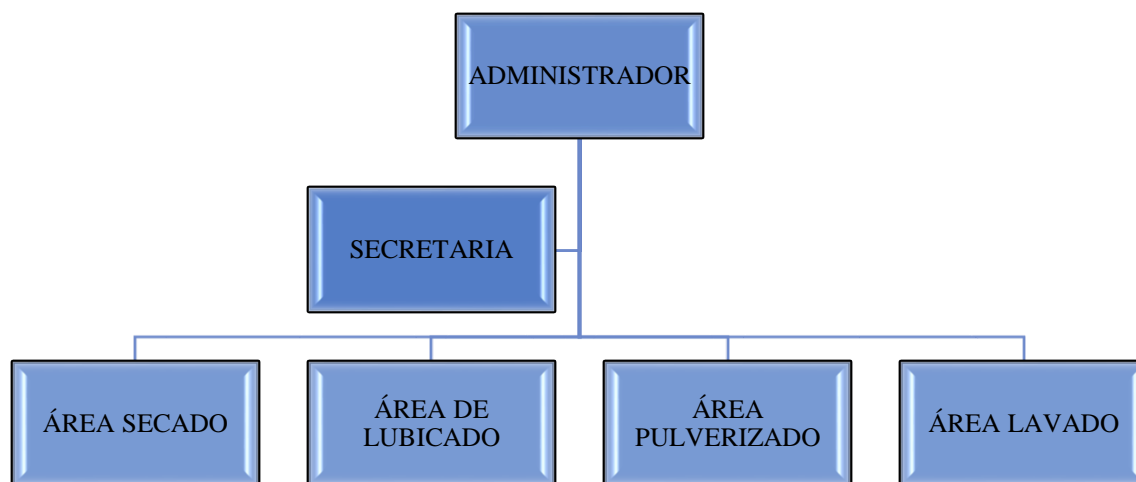 ADMINISTRADOR
SECRETARIA
ÁREA SECADO
ÁREA DE
LUBICADO
ÁREA
PULVERIZADO
ÁREA LAVADO